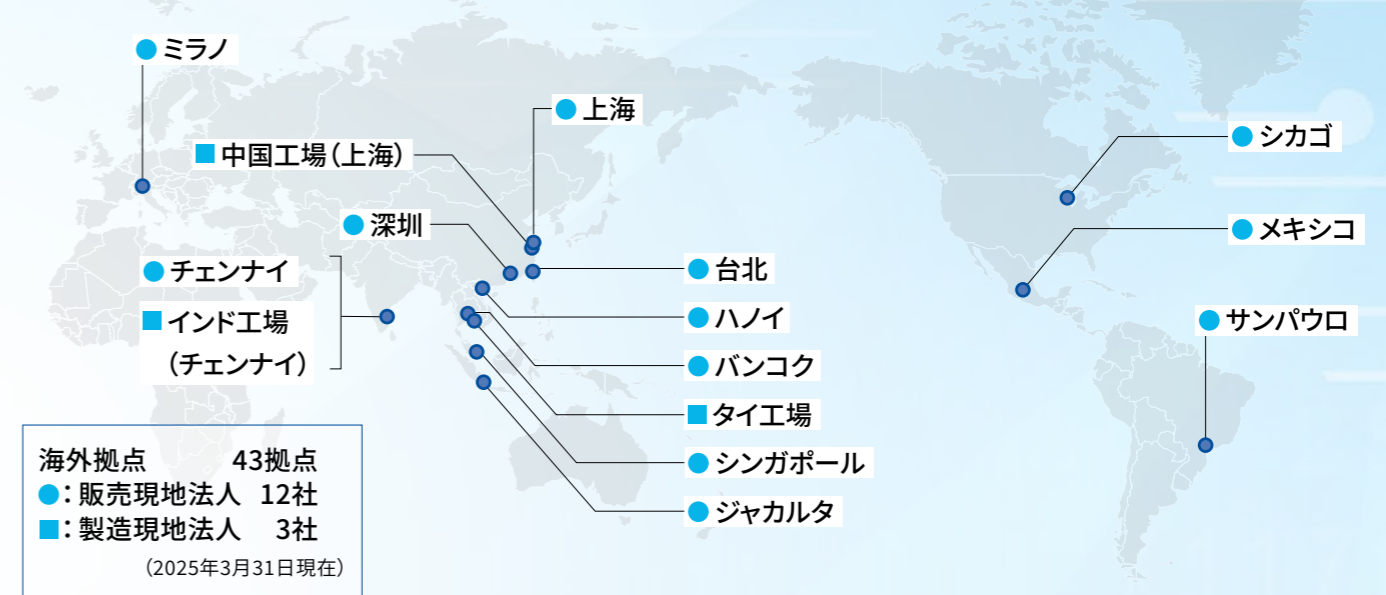 ●ミラノ
●上海
■中国工場（上海）
●シカゴ
●深圳
●メキシコ
●チェンナイ
●台北
■インド工場
（チェンナイ）
●ハノイ
●サンパウロ
●バンコク
■タイ工場
●シンガポール
●ジャカルタ
海外拠点 43拠点
●：販売現地法人 12社
■：製造現地法人 3社
（2025年3月31日現在）